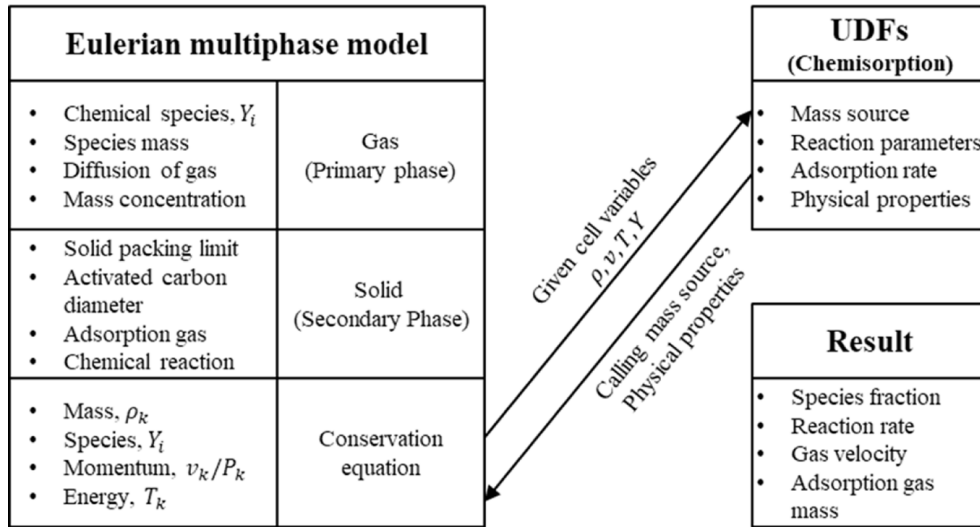 Eulerian multiphase model
• Chemical species, Y_i
• Species mass
• Diffusion of gas
• Mass concentration
Gas
(Primary phase)
• Solid packing limit
• Activated carbon
diameter
• Adsorption gas
• Chemical reaction
Solid
(Secondary Phase)
• Mass, ρ_k
• Species, Y_i
• Momentum, v_k/P_k
• Energy, T_k
Conservation
equation
Given cell variables
ρ, v, T, Y
Calling mass source,
Physical properties
UDFs
(Chemisorption)
• Mass source
• Reaction parameters
• Adsorption rate
• Physical properties
Result
• Species fraction
• Reaction rate
• Gas velocity
• Adsorption gas
mass